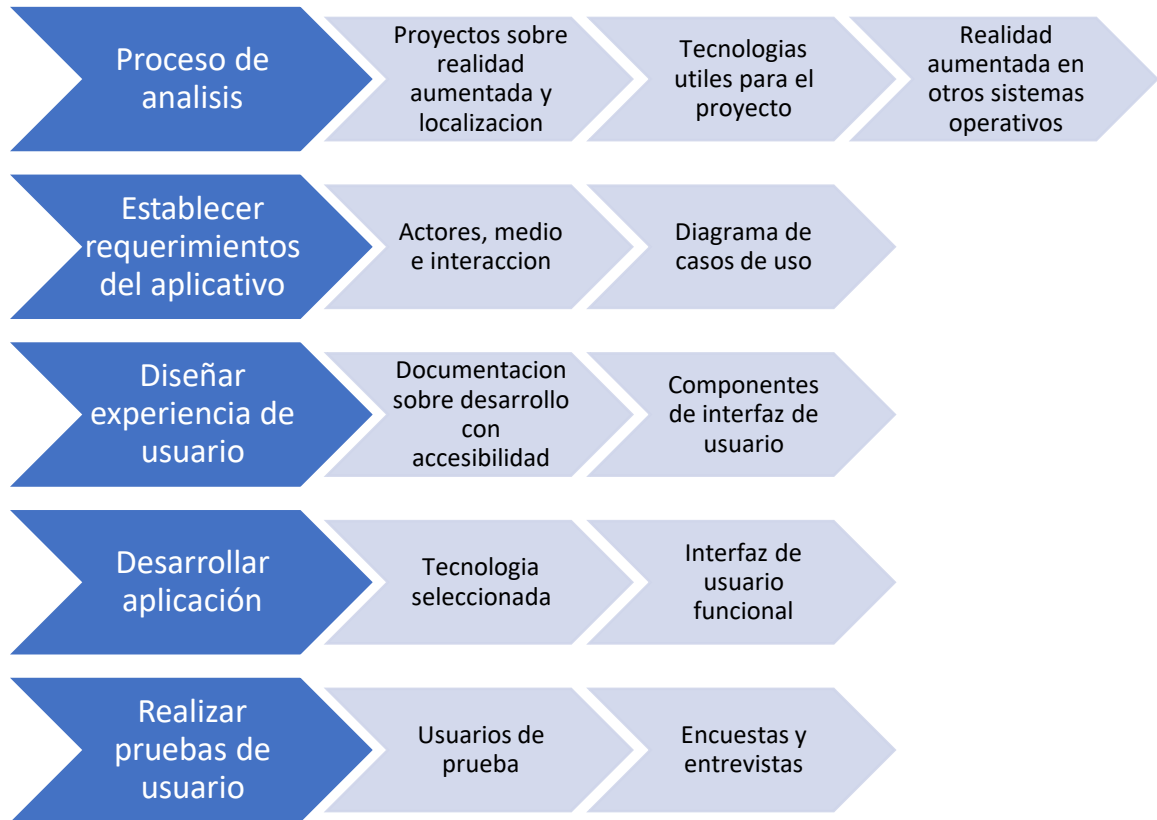 Proceso de
analisis
Proyectos sobre
realidad
aumentada y
localizacion
Tecnologias
utiles para el
proyecto
Realidad
aumentada en
otros sistemas
operativos
Establecer
requerimientos
del aplicativo
Actores, medio
e interaccion
Diagrama de
casos de uso
Diseñar
experiencia de
usuario
Documentacion
sobre desarrollo
con
accesibilidad
Componentes
de interfaz de
usuario
Desarrollar
aplicación
Tecnologia
seleccionada
Interfaz de
usuario
funcional
Realizar
pruebas de
usuario
Usuarios de
prueba
Encuestas y
entrevistas